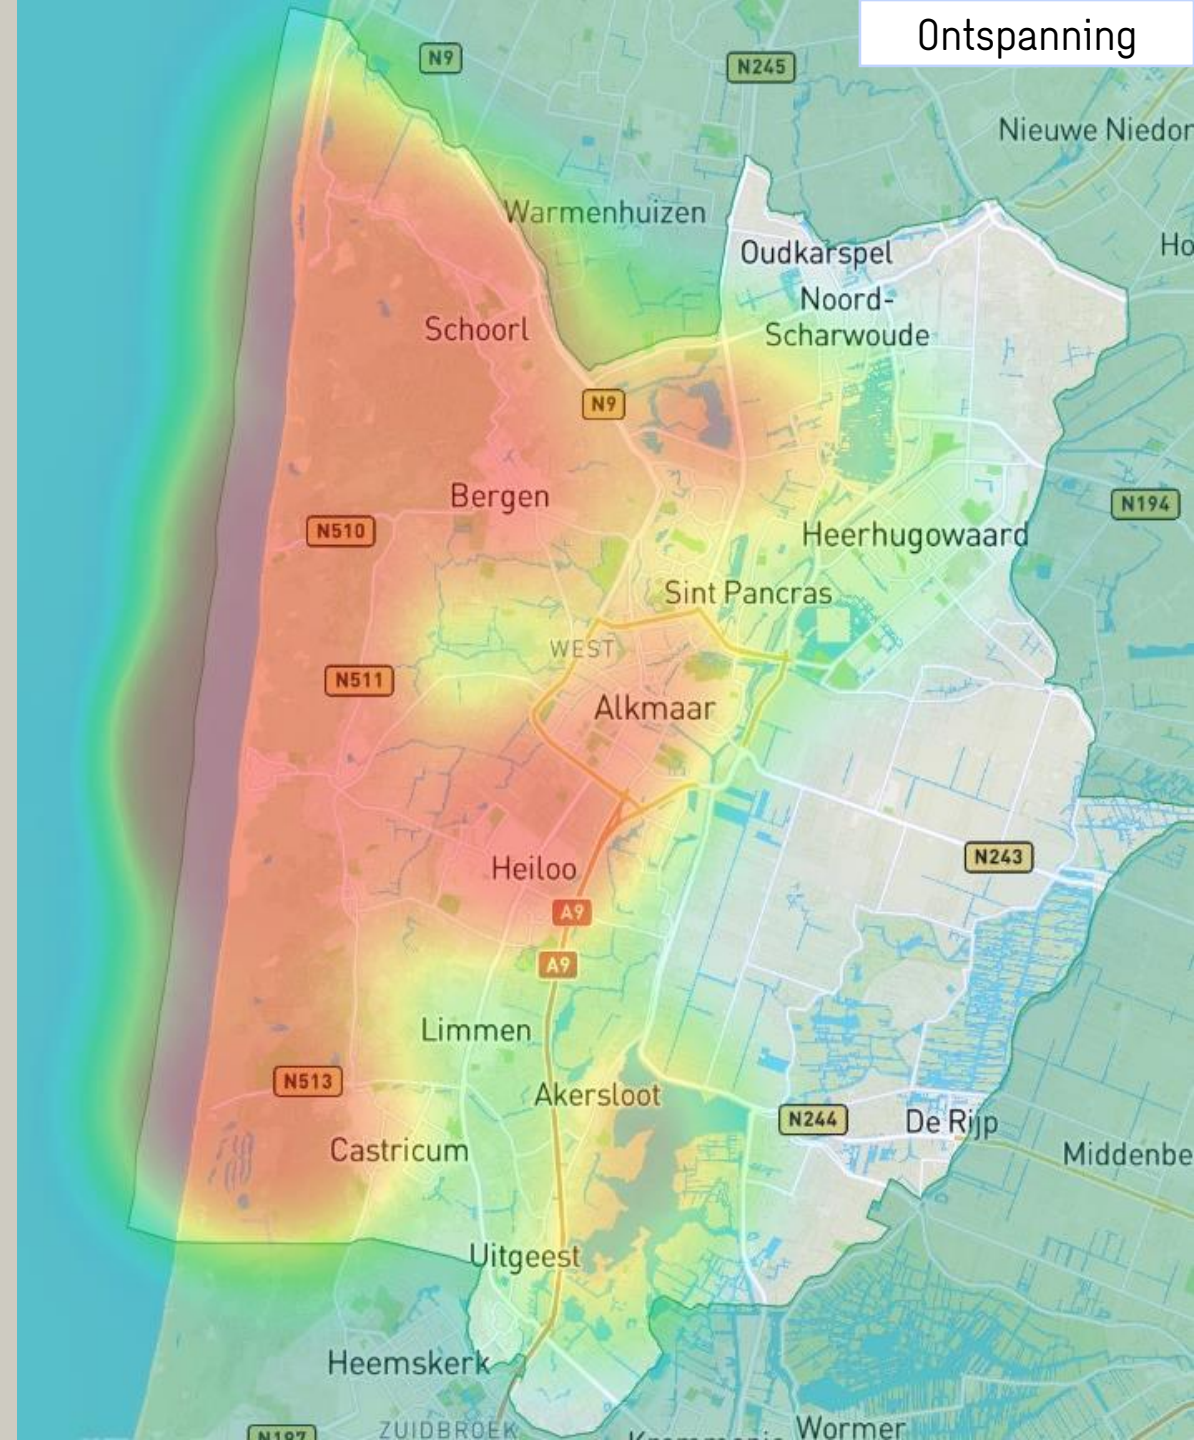 Ontspanning
N9
N245
Nieuwe Niedor
Warmenhuizen
Oudkarspel
Ho
Noord-
Scharwoude
Schoorl
N9
Bergen
N194
N510
Heerhugowaard
Sint Pancras
WEST
N511
Alkmaar
N243
Heiloo
A9
A9
Limmen
N513
Akersloot
N244
De Rijp
Castricum
Middenbe
Uitgeest
Heemskerk
ZUIDBROEK
Wormer